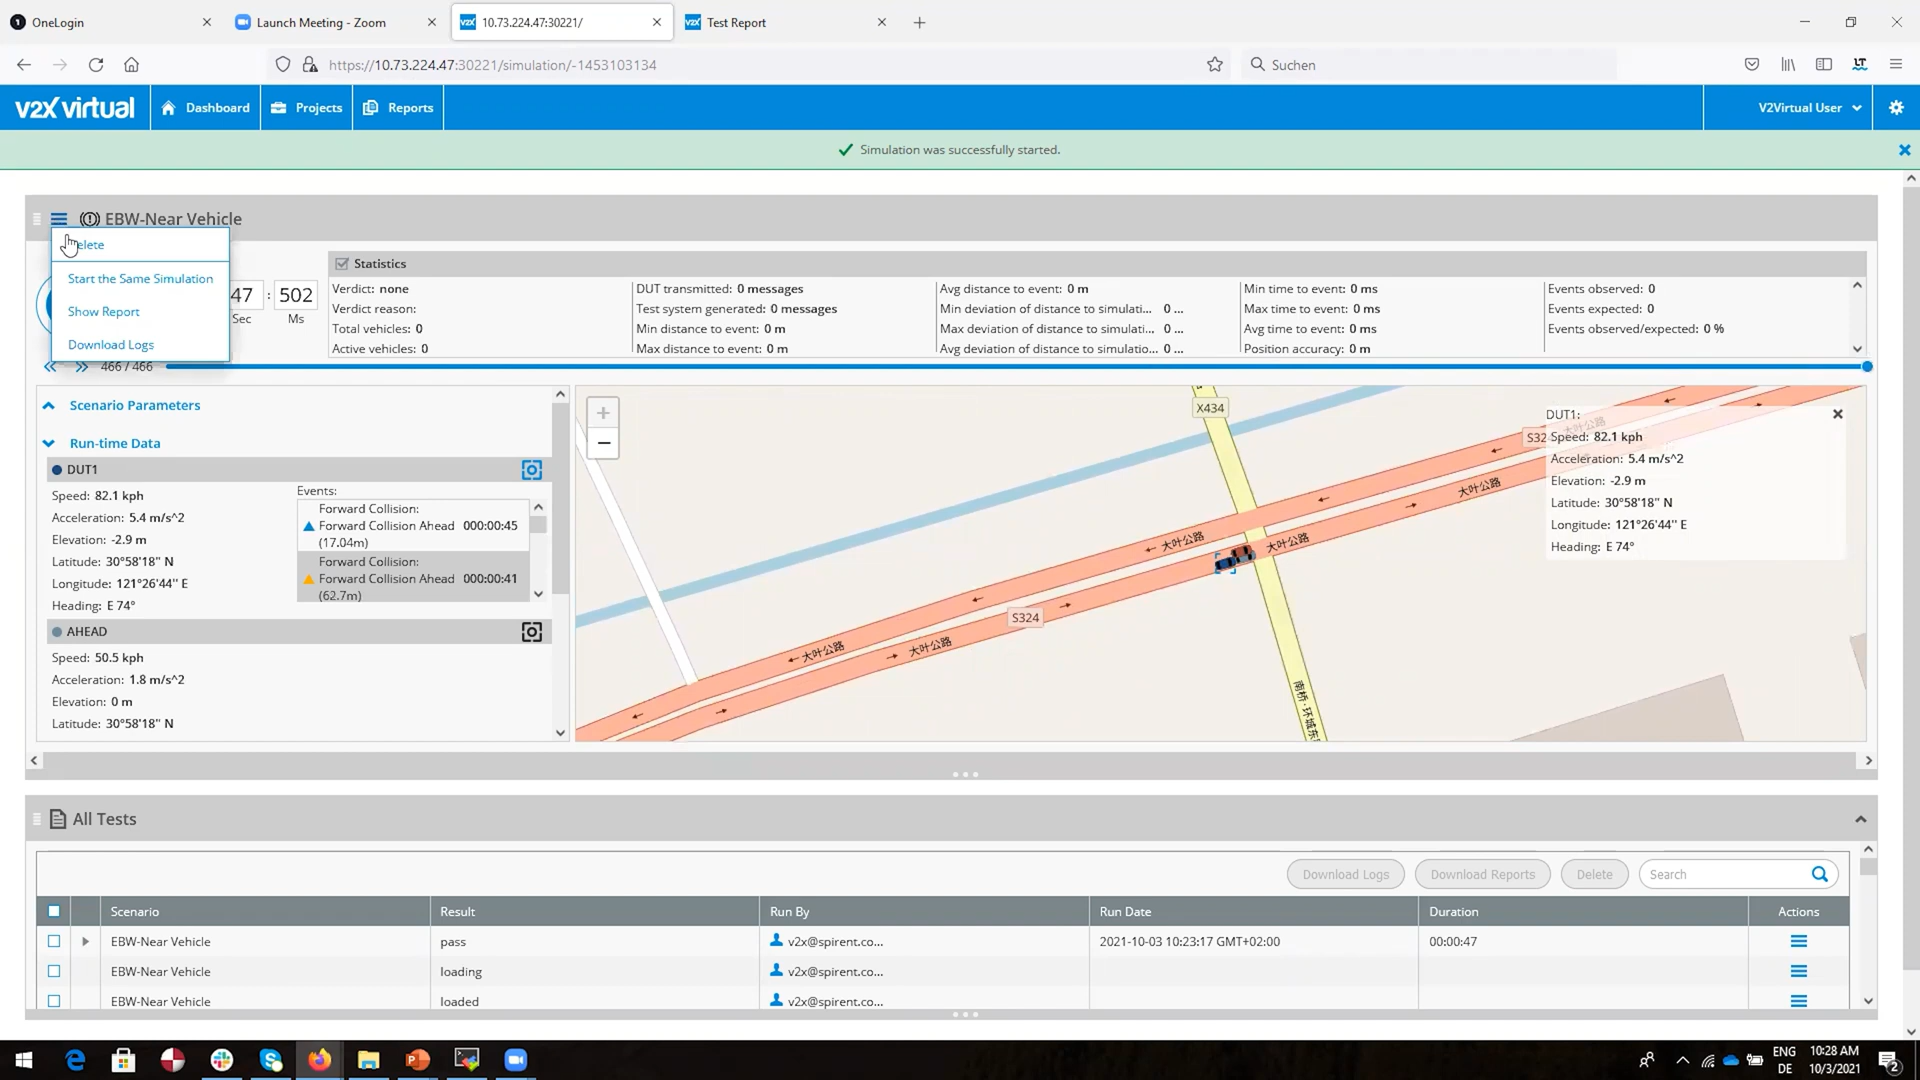 OneLogin
Launch Meeting - Zoom
10.73.224.47:30221/
Test Report
https://10.73.224.47:30221/simulation/-1453103134
Suchen
V2X virtual
Dashboard
Projects
Reports
V2Virtual User
Simulation was successfully started.
EBW-Near Vehicle
Delete
Start the Same Simulation
Show Report
Download Logs
47 : 502
Sec
Ms
466 / 466
Statistics
Verdict: none
Verdict reason:
Total vehicles: 0
Active vehicles: 0
DUT transmitted: 0 messages
Test system generated: 0 messages
Min distance to event: 0 m
Max distance to event: 0 m
Avg distance to event: 0 m
Min deviation of distance to simulati... 0 ...
Max deviation of distance to simulati... 0 ...
Avg deviation of distance to simulatio... 0 ...
Min time to event: 0 ms
Max time to event: 0 ms
Avg time to event: 0 ms
Position accuracy: 0 m
Events observed: 0
Events expected: 0
Events observed/expected: 0 %
Scenario Parameters
Run-time Data
DUT1
Speed: 82.1 kph
Acceleration: 5.4 m/s^2
Elevation: -2.9 m
Latitude: 30°58'18" N
Longitude: 121°26'44" E
Heading: E 74°
Events:
Forward Collision:
Forward Collision Ahead 000:00:45
(17.04m)
Forward Collision:
Forward Collision Ahead 000:00:41
(62.7m)
AHEAD
Speed: 50.5 kph
Acceleration: 1.8 m/s^2
Elevation: 0 m
Latitude: 30°58'18" N
X434
S32
大叶公路
大叶公路
大叶公路
大叶公路
S324
大叶公路
大叶公路
南桥·环城东
DUT1:
Speed: 82.1 kph
Acceleration: 5.4 m/s^2
Elevation: -2.9 m
Latitude: 30°58'18" N
Longitude: 121°26'44" E
Heading: E 74°
All Tests
Download Logs
Download Reports
Delete
Search
Scenario Result Run By Run Date Duration Actions
EBW-Near Vehicle pass v2x@spirent.co... 2021-10-03 10:23:17 GMT+02:00 00:00:47
EBW-Near Vehicle loading v2x@spirent.co...
EBW-Near Vehicle loaded v2x@spirent.co...
ENG
DE
10:28 AM
10/3/2021
2